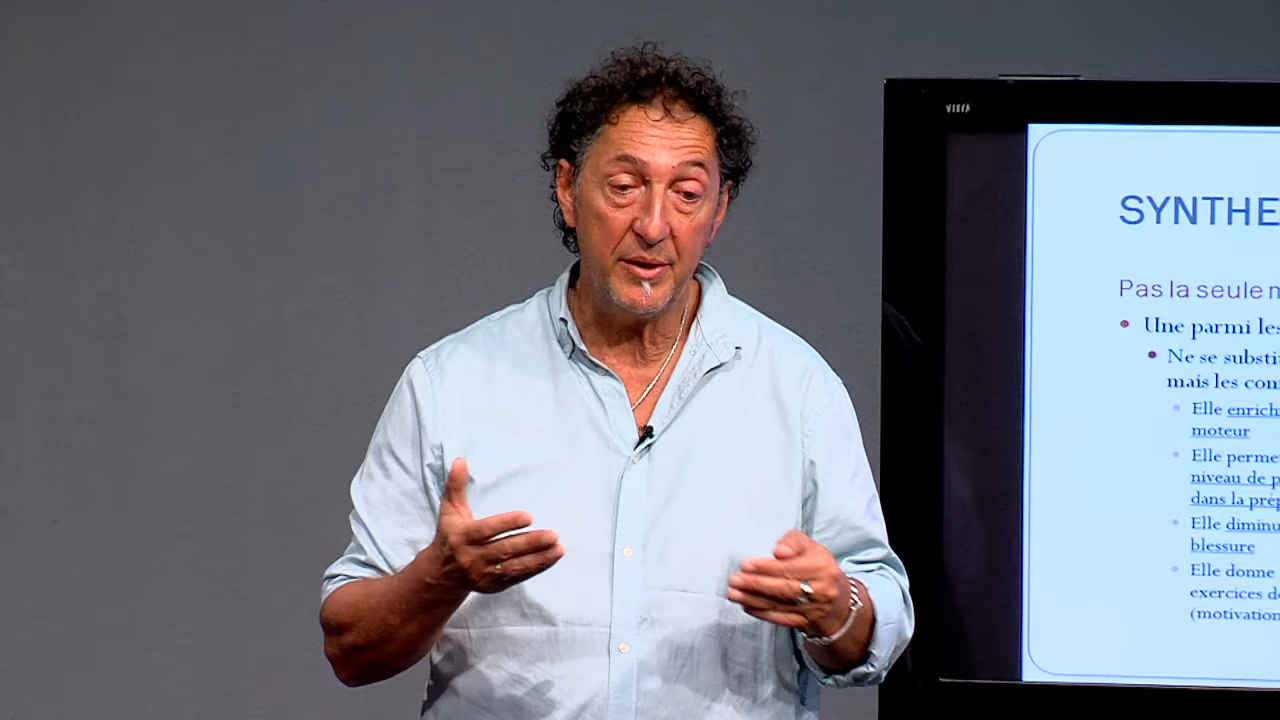 VIERA
SYNTHE
Pas la seule m
Une parmi les
Ne se substi
mais les con
Elle enrich
moteur
Elle perme
niveau de p
dans la prép
Elle diminu
blessure
Elle donne
exercices de
(motivation